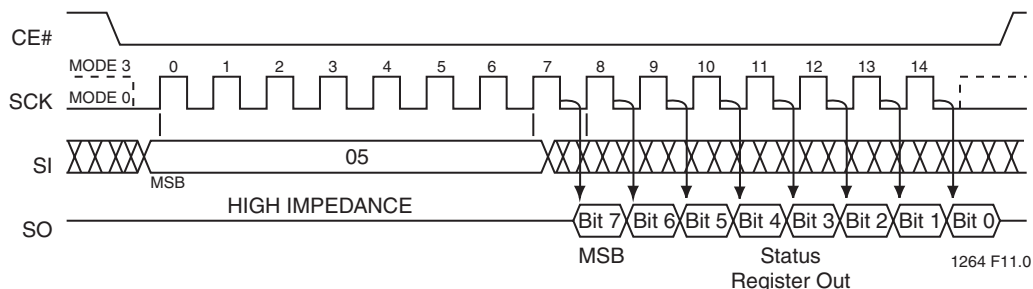 CE#
MODE 3 0 1 2 3 4 5 6 7 8 9 10 11 12 13 14
SCK MODE 0
SI 05
MSB
HIGH IMPEDANCE
SO Bit 7 Bit 6 Bit 5 Bit 4 Bit 3 Bit 2 Bit 1 Bit 0
MSB Status
Register Out
1264 F11.0